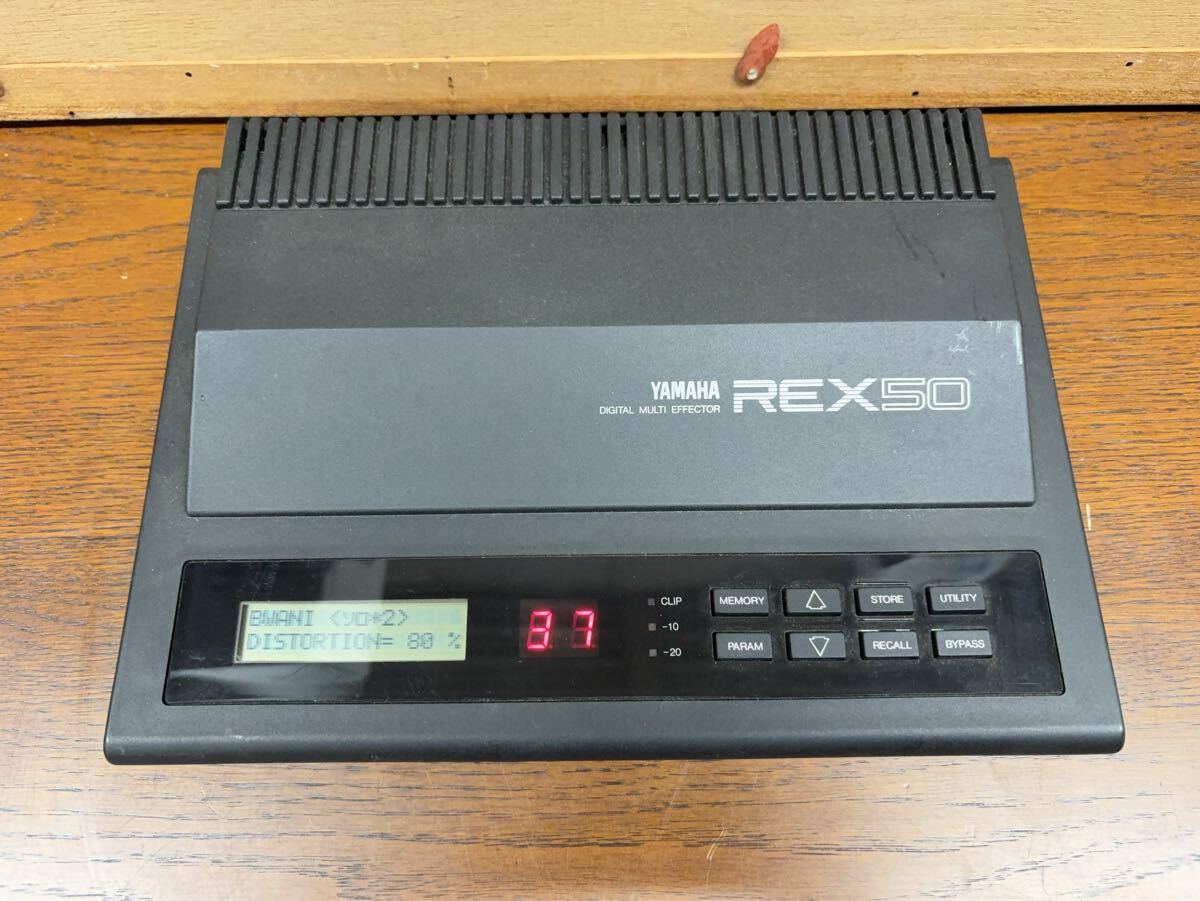 YAMAHA
DIGITAL MULTI EFFECTOR
REX50
BWANI <yo*2>
DISTORTION= 80 %
37
CLIP
-10
-20
MEMORY
STORE
UTILITY
PARAM
RECALL
BYPASS